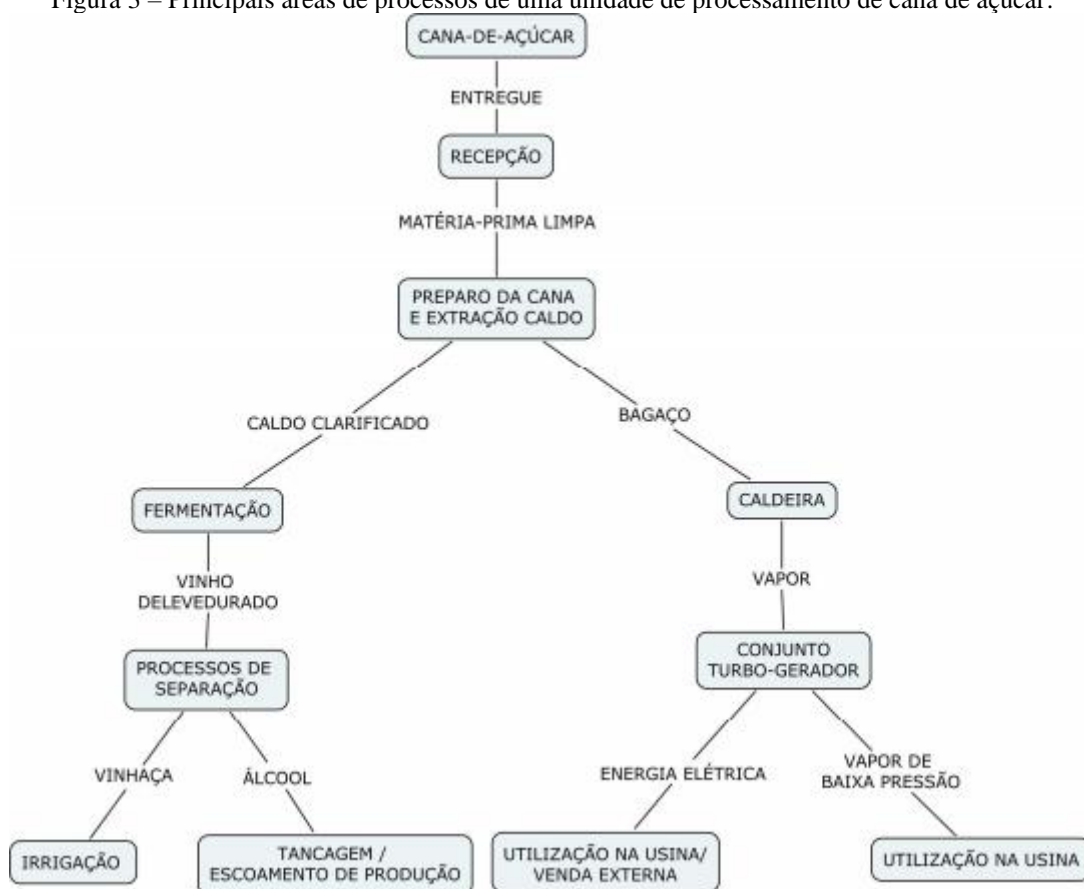 Figura 3 – Principais áreas de processos de uma unidade de processamento de cana de açúcar.
CANA-DE-AÇÚCAR
ENTREGUE
RECEPÇÃO
MATÉRIA-PRIMA LIMPA
PREPARO DA CANA
E EXTRAÇÃO CALDO
CALDO CLARIFICADO
BAGAÇO
FERMENTAÇÃO
CALDEIRA
VINHO
DELEVEDURADO
VAPOR
PROCESSOS DE
SEPARAÇÃO
CONJUNTO
TURBO-GERADOR
VINHAÇA
ÁLCOOL
ENERGIA ELÉTRICA
VAPOR DE
BAIXA PRESSÃO
IRRIGAÇÃO
TANCAGEM /
ESCOAMENTO DE PRODUÇÃO
UTILIZAÇÃO NA USINA/
VENDA EXTERNA
UTILIZAÇÃO NA USINA